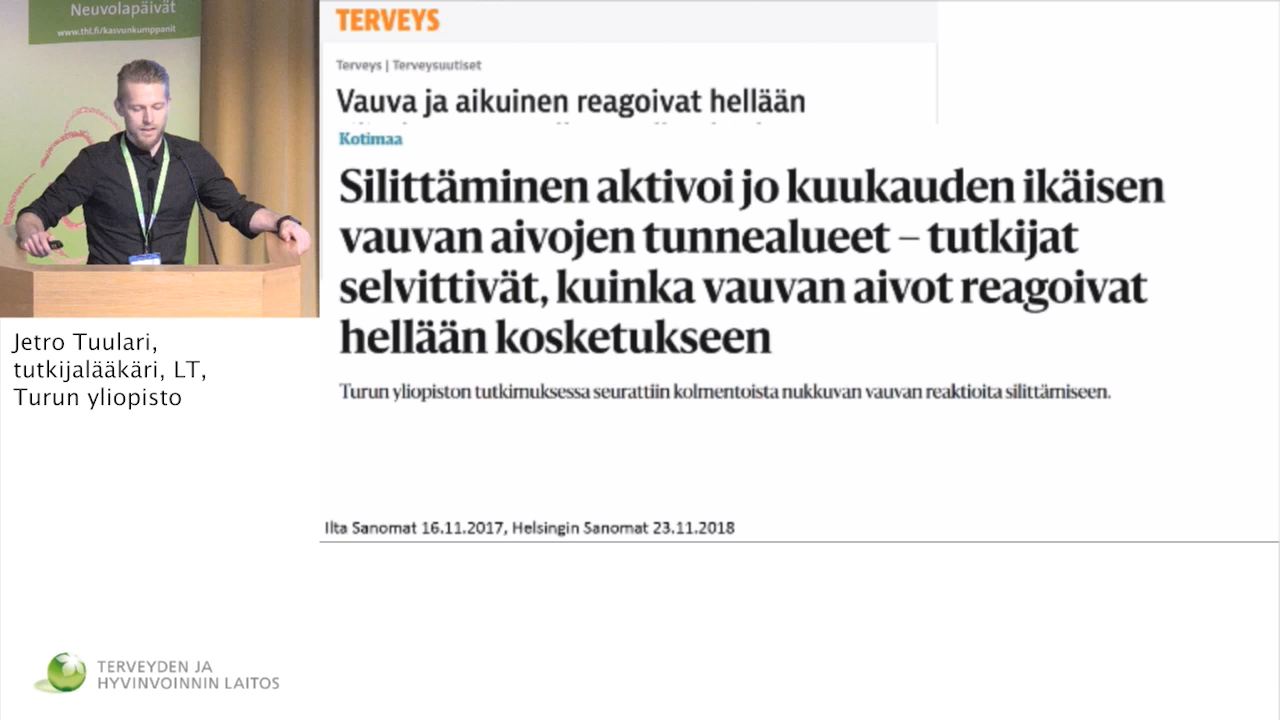 Neuvolapäivät
www.thl.fi/kasvunkumppanit
Jetro Tuulari,
tutkijalääkäri, LT,
Turun yliopisto
TERVEYS
Terveys | Terveysuutiset
Vauva ja aikuinen reagoivat hellään
Kotimaa
Silittäminen aktivoi jo kuukauden ikäisen
vauvan aivojen tunnealueet – tutkijat
selvittivät, kuinka vauvan aivot reagoivat
hellään kosketukseen
Turun yliopiston tutkimuksessa seurattiin kolmentoista nukkuvan vauvan reaktioita silittämiseen.
Ilta Sanomat 16.11.2017, Helsingin Sanomat 23.11.2018
TERVEYDEN JA
HYVINVOINNIN LAITOS